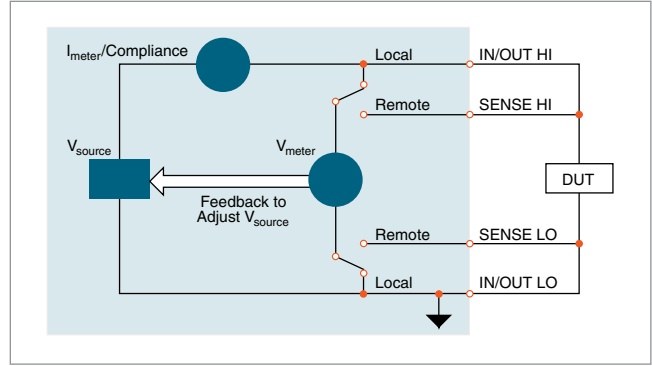 Imeter/Compliance
Local
IN/OUT HI
Remote
SENSE HI
Vsource
Vmeter
DUT
Feedback to
Adjust Vsource
Remote
SENSE LO
Local
IN/OUT LO